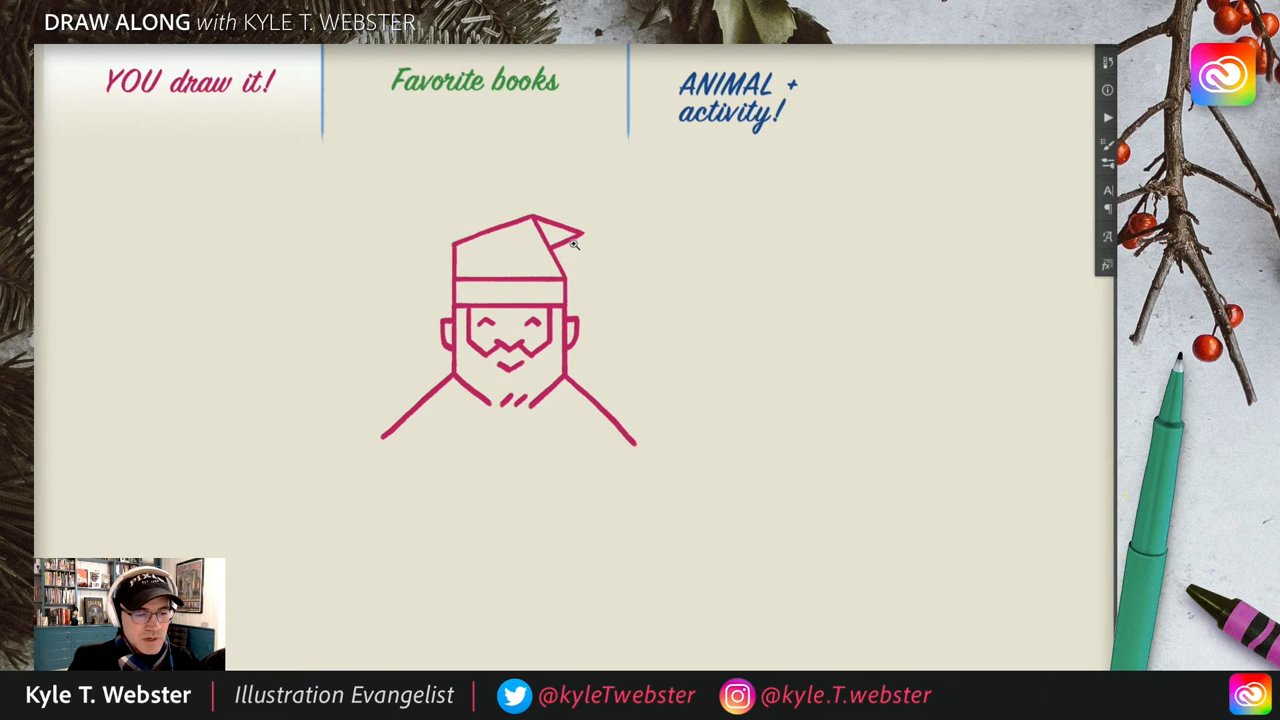 DRAW ALONG with KYLE T. WEBSTER
YOU draw it!
Favorite books
ANIMAL +
activity!
PIXAR
Kyle T. Webster | Illustration Evangelist | @kyleTwebster @kyle.T.webster